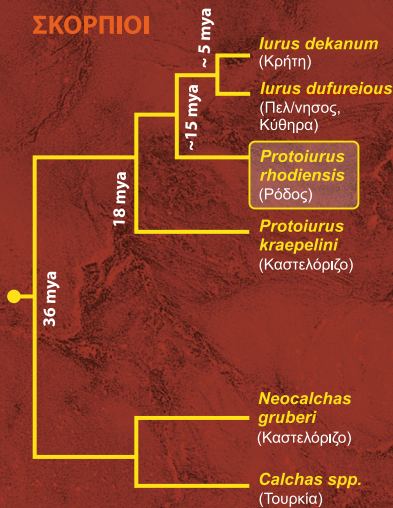 ΣΚΟΡΠΙΟΙ
~ 5 mya
Iurus dekanum
(Κρήτη)
Iurus dufureious
(Πελ/νησος,
Κύθηρα)
~15 mya
Protoiurus
rhodiensis
(Ρόδος)
18 mya
Protoiurus
kraepelini
(Καστελόριζο)
36 mya
Neocalchas
gruberi
(Καστελόριζο)
Calchas spp.
(Τουρκία)